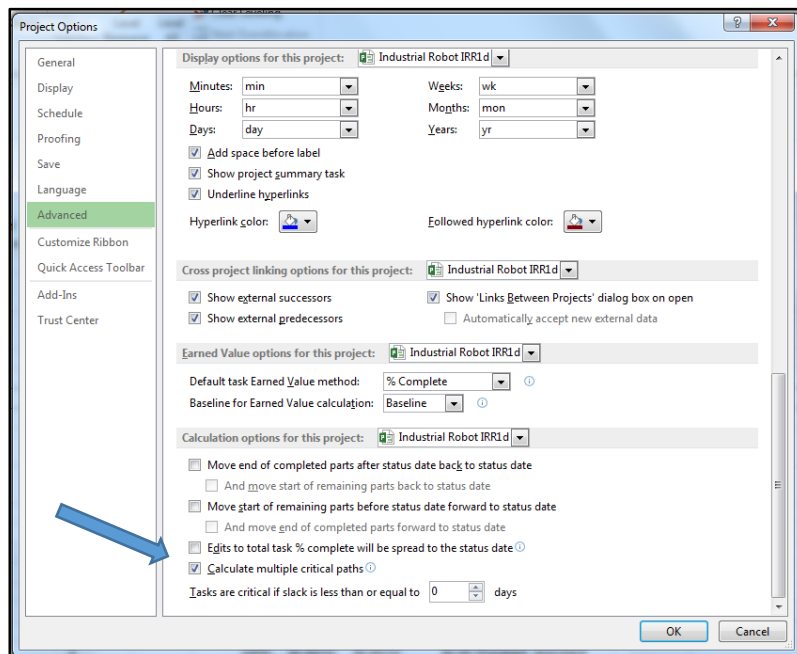 Clear Leveling
Project Options
General
Display
Schedule
Proofing
Save
Language
Advanced
Customize Ribbon
Quick Access Toolbar
Add-Ins
Trust Center
Display options for this project: Industrial Robot IRR1d
Minutes: min Weeks: wk
Hours: hr Months: mon
Days: day Years: yr
Add space before label
Show project summary task
Underline hyperlinks
Hyperlink color: Followed hyperlink color:
Cross project linking options for this project: Industrial Robot IRR1d
Show external successors Show 'Links Between Projects' dialog box on open
Show external predecessors Automatically accept new external data
Earned Value options for this project: Industrial Robot IRR1d
Default task Earned Value method: % Complete
Baseline for Earned Value calculation: Baseline
Calculation options for this project: Industrial Robot IRR1d
Move end of completed parts after status date back to status date
And move start of remaining parts back to status date
Move start of remaining parts before status date forward to status date
And move end of completed parts forward to status date
Edits to total task % complete will be spread to the status date
Calculate multiple critical paths
Tasks are critical if slack is less than or equal to 0 days
OK Cancel